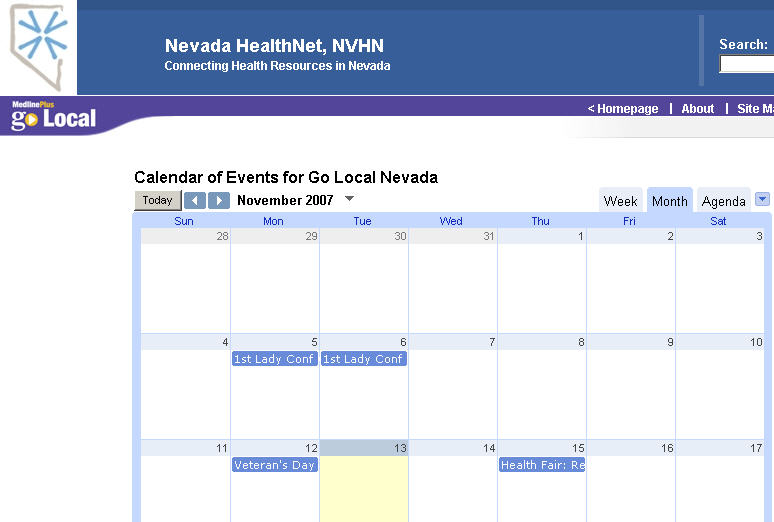 Nevada HealthNet, NVHN
Connecting Health Resources in Nevada
Search:
MedlinePlus
go Local
< Homepage | About | Site Ma
Calendar of Events for Go Local Nevada
Today November 2007 Week Month Agenda
Sun Mon Tue Wed Thu Fri Sat
28 29 30 31 1 2 3
4 5 6 7 8 9 10
1st Lady Conf 1st Lady Conf
11 12 13 14 15 16 17
Veteran's Day Health Fair: Re